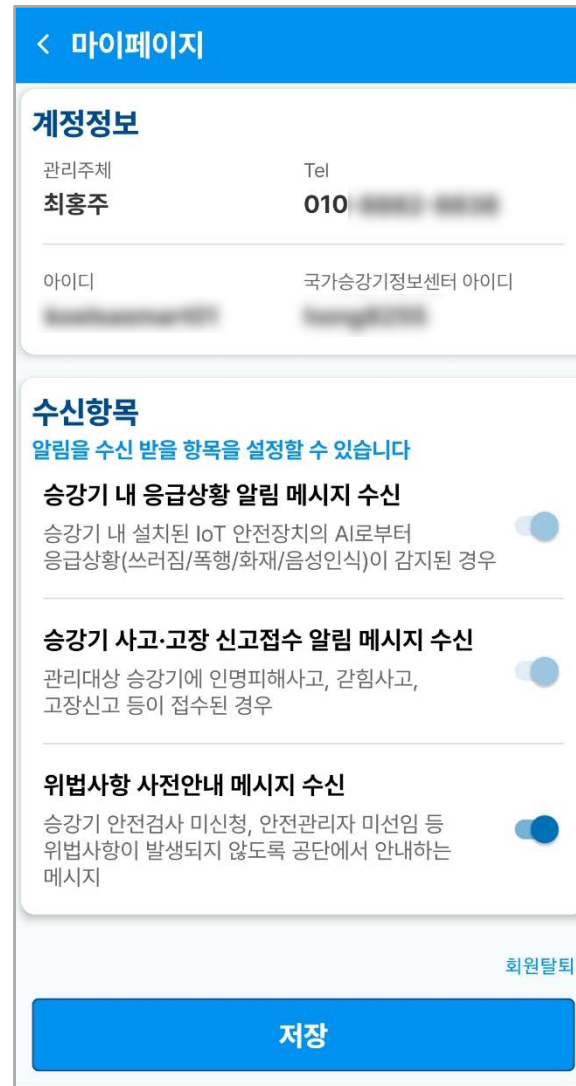 마이페이지
계정정보
관리주체
Tel
최홍주
010
아이디
국가승강기정보센터 아이디
수신항목
알림을 수신 받을 항목을 설정할 수 있습니다
승강기 내 응급상황 알림 메시지 수신
승강기 내 설치된 IoT 안전장치의 AI로부터
응급상황(쓰러짐/폭행/화재/음성인식)이 감지된 경우
승강기 사고·고장 신고접수 알림 메시지 수신
관리대상 승강기에 인명피해사고, 갇힘사고,
고장신고 등이 접수된 경우
위법사항 사전안내 메시지 수신
승강기 안전검사 미신청, 안전관리자 미선임 등
위법사항이 발생되지 않도록 공단에서 안내하는
메시지
회원탈퇴
저장